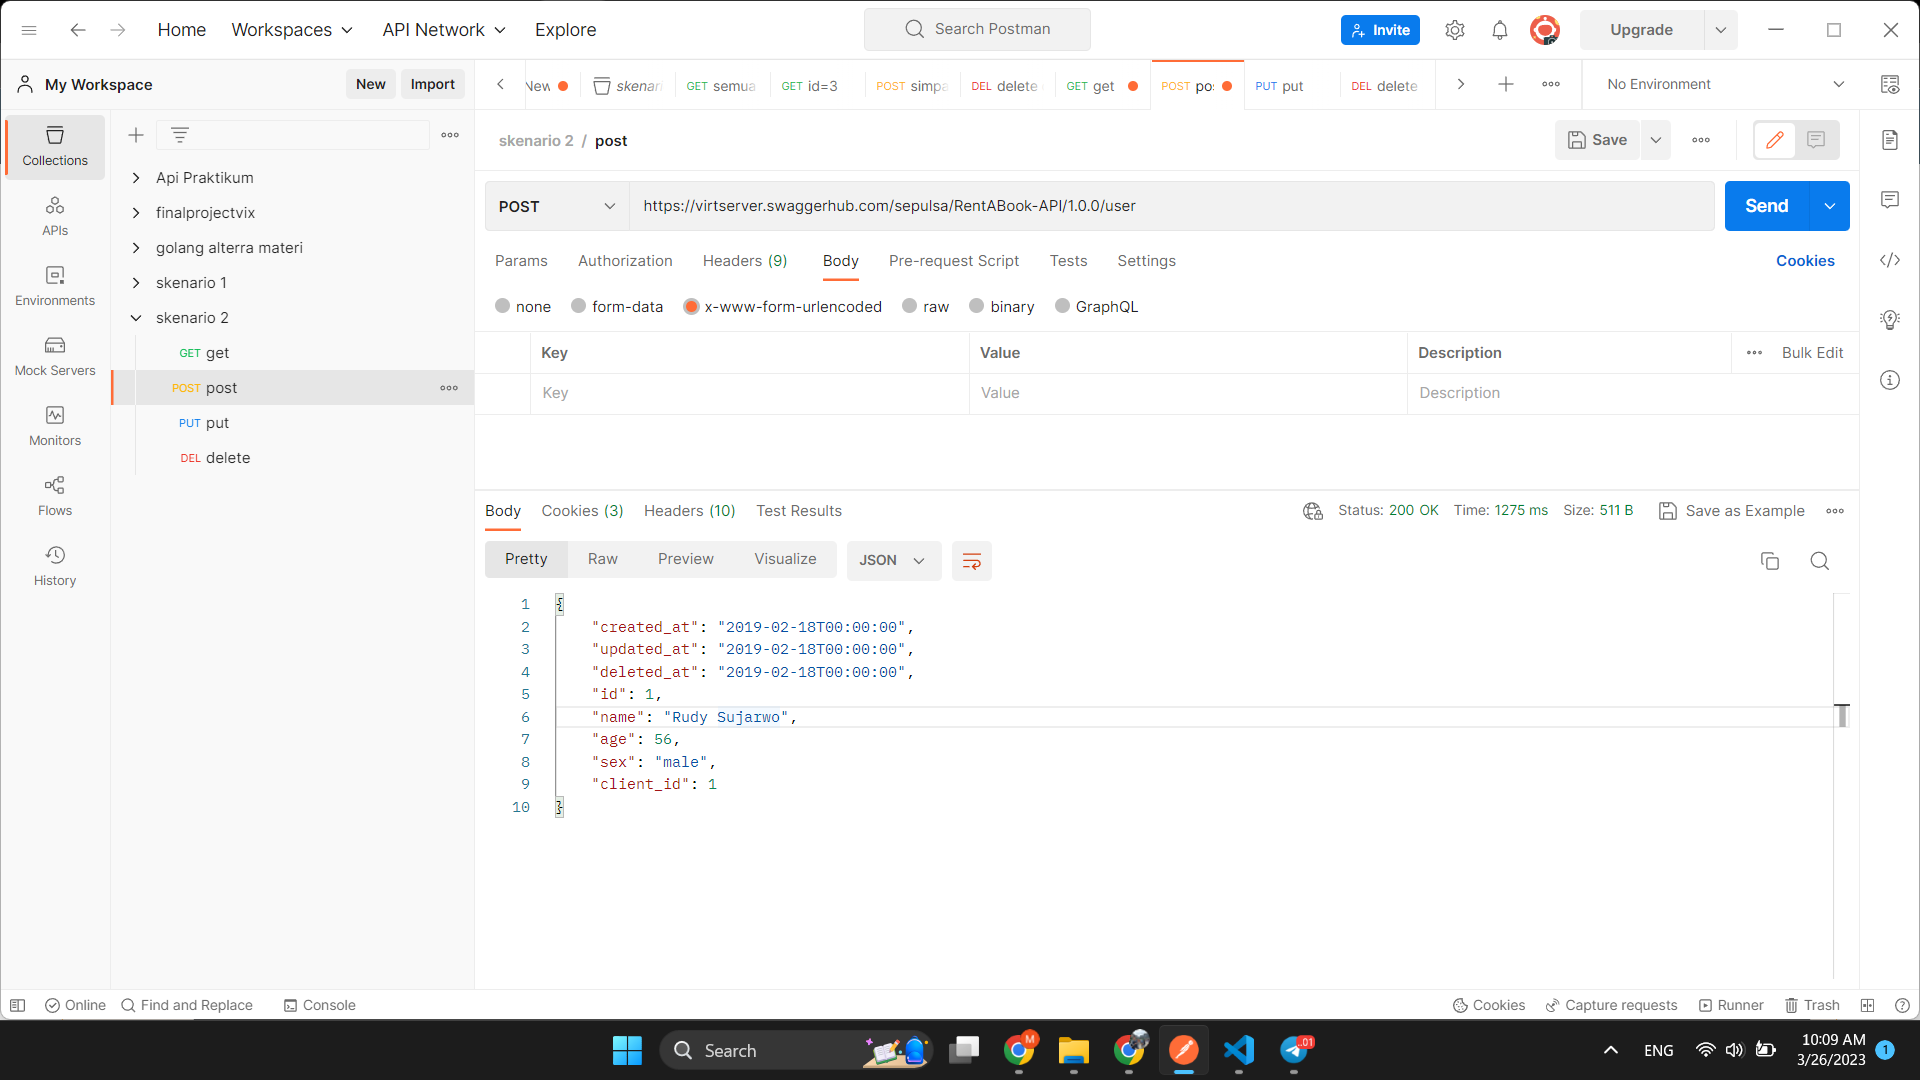 Home Workspaces API Network Explore Search Postman Invite Upgrade
My Workspace New Import New skenari GET semua GET id=3 POST simpa DEL delete GET get POST po: PUT put DEL delete No Environment
Collections
APIs
Environments
Mock Servers
Monitors
Flows
History
Api Praktikum
finalprojectvix
golang alterra materi
skenario 1
skenario 2
GET get
POST post
PUT put
DEL delete
skenario 2 / post Save
POST https://virtserver.swaggerhub.com/sepulsa/RentABook-API/1.0.0/user Send
Params Authorization Headers (9) Body Pre-request Script Tests Settings Cookies
none form-data x-www-form-urlencoded raw binary GraphQL
Key Value Description Bulk Edit
Key Value Description
Body Cookies (3) Headers (10) Test Results Status: 200 OK Time: 1275 ms Size: 511 B Save as Example
Pretty Raw Preview Visualize JSON
1 {
2 "created_at": "2019-02-18T00:00:00",
3 "updated_at": "2019-02-18T00:00:00",
4 "deleted_at": "2019-02-18T00:00:00",
5 "id": 1,
6 "name": "Rudy Sujarwo",
7 "age": 56,
8 "sex": "male",
9 "client_id": 1
10 }
Online Find and Replace Console Cookies Capture requests Runner Trash
Search M .01 ENG 10:09 AM 1
3/26/2023